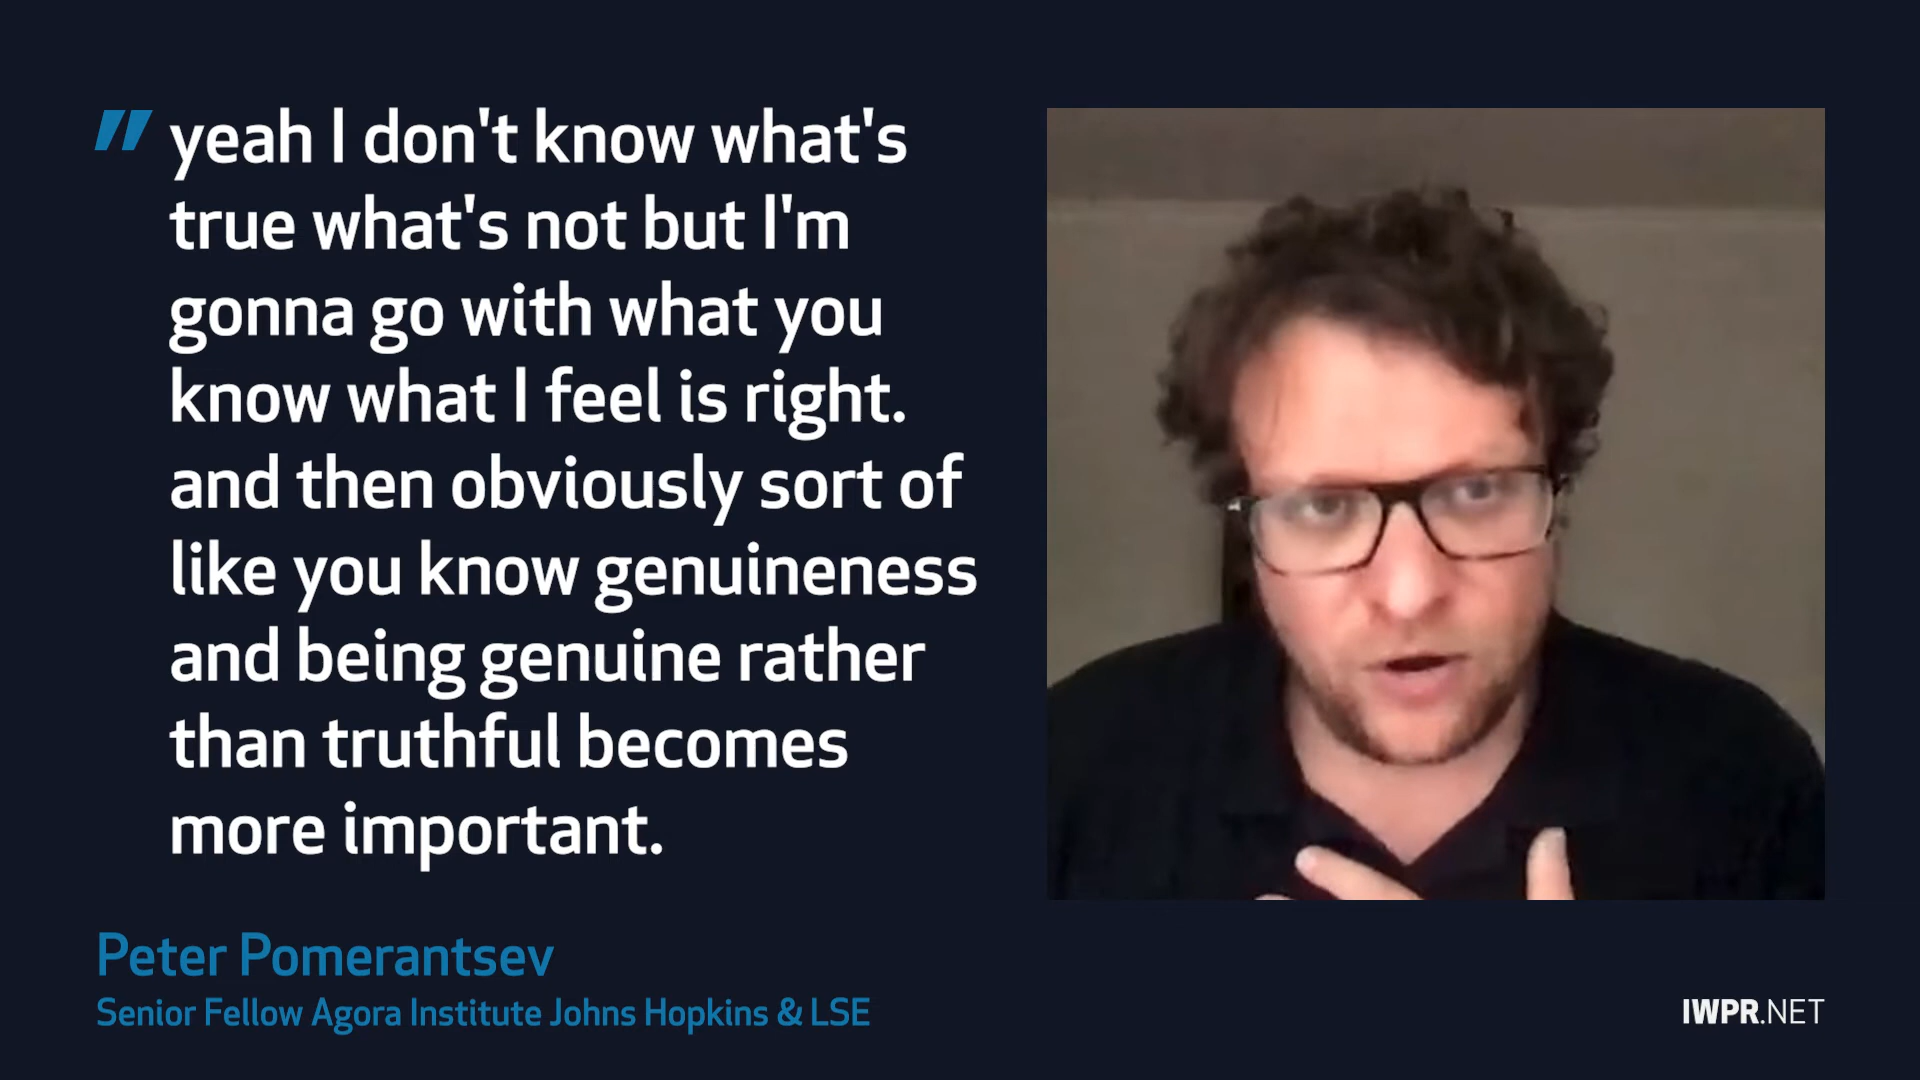 " yeah I don't know what's
true what's not but I'm
gonna go with what you
know what I feel is right.
and then obviously sort of
like you know genuineness
and being genuine rather
than truthful becomes
more important.
Peter Pomerantsev
Senior Fellow Agora Institute Johns Hopkins & LSE
IWPR.NET